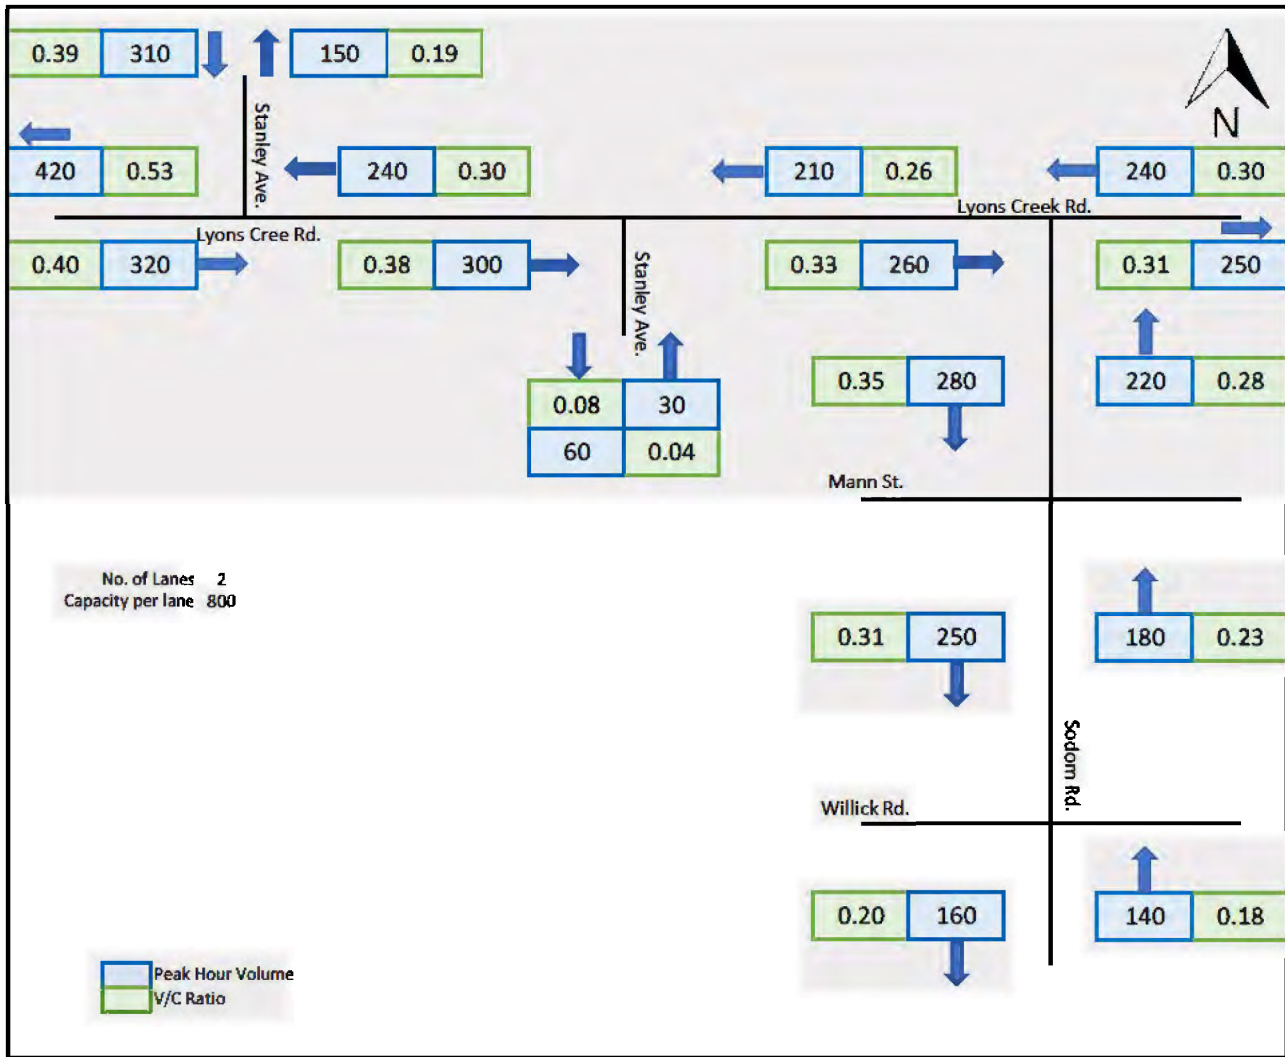 0.39 310 150 0.19
Stanley Ave.
N
420 0.53 240 0.30 210 0.26 240 0.30
Lyons Creek Rd.
Lyons Cree Rd.
0.40 320 0.38 300 0.33 260 0.31 250
Stanley Ave.
0.35 280 220 0.28
0.08 30
60 0.04
Mann St.
No. of Lanes 2
Capacity per lane 800
0.31 250 180 0.23
Sodom Rd.
Willick Rd.
0.20 160 140 0.18
Peak Hour Volume
V/C Ratio